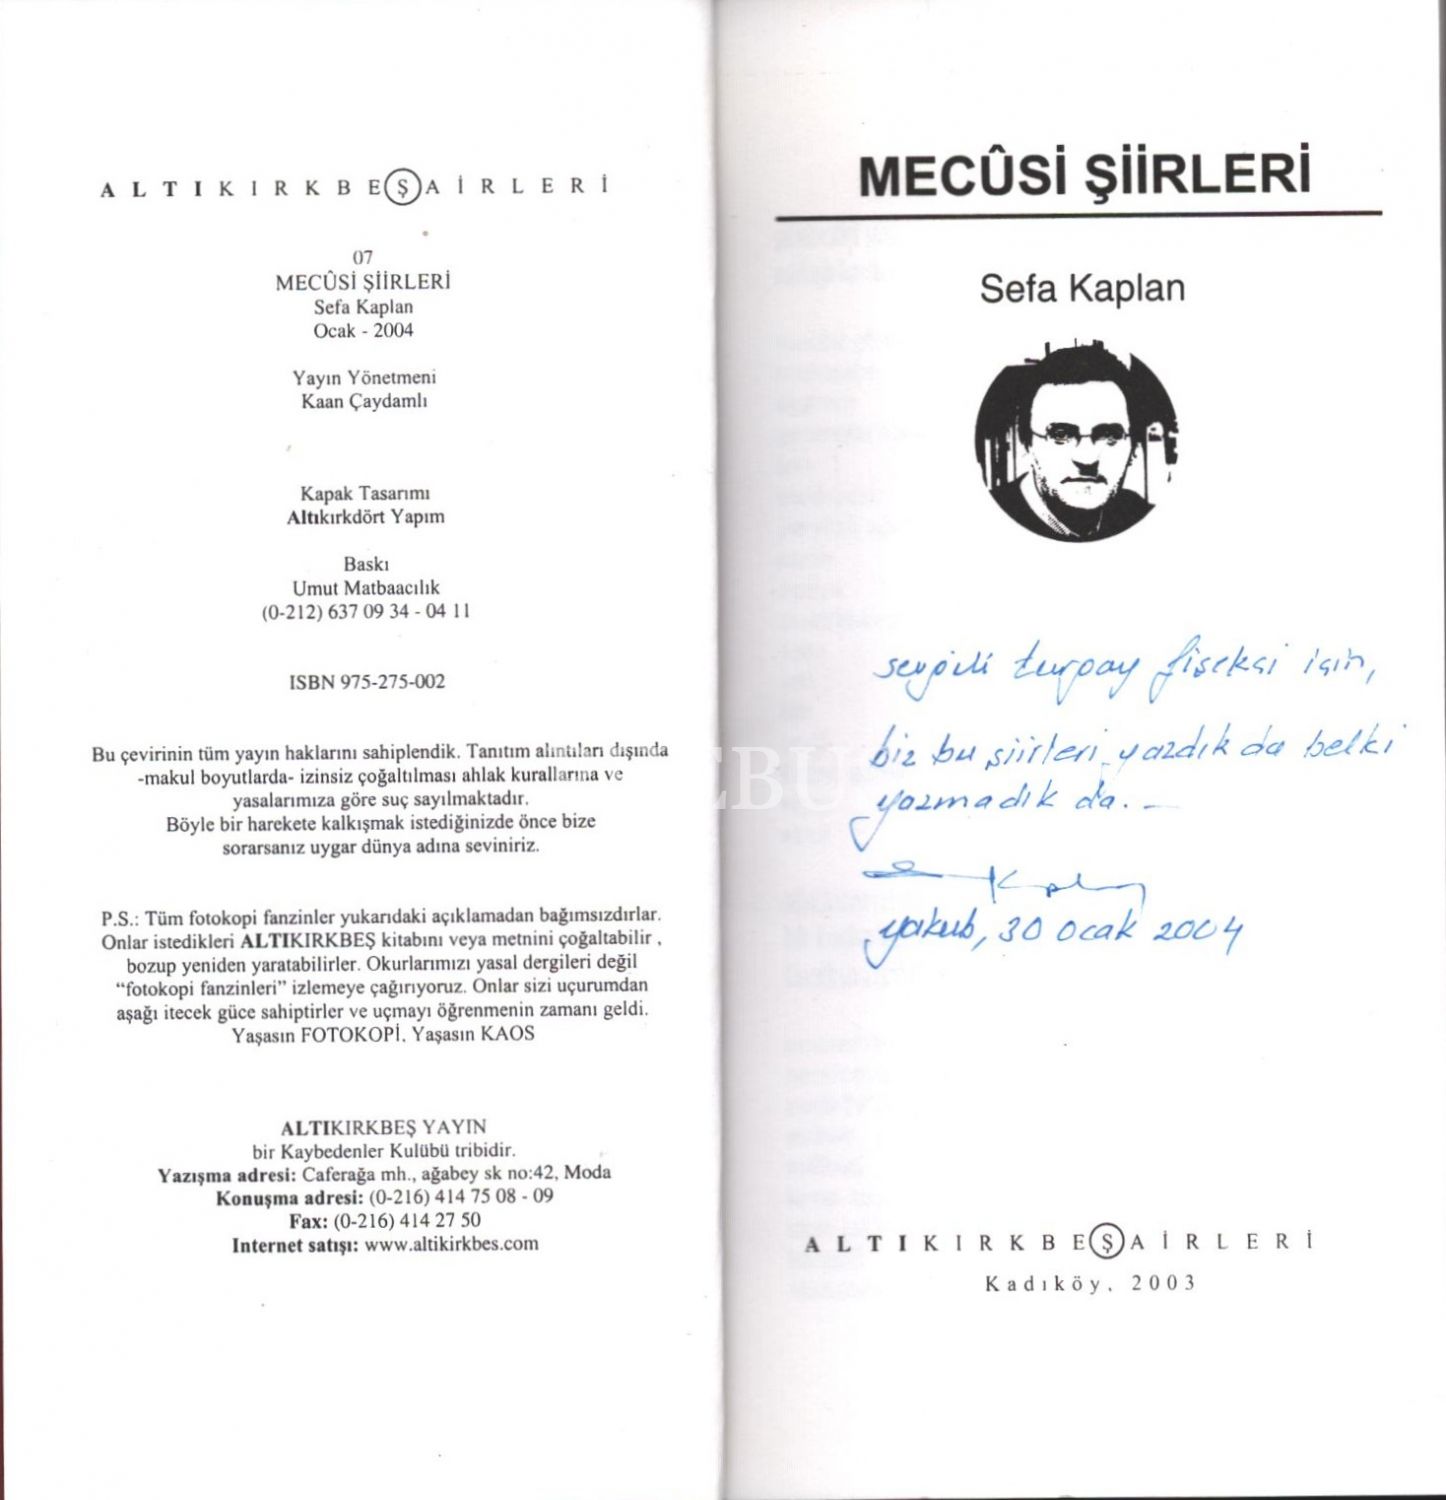 ALTIKIRKBEŞAİRLERİ
07
MECÛSİ ŞİİRLERİ
Sefa Kaplan
Ocak - 2004
Yayın Yönetmeni
Kaan Çaydamlı
Kapak Tasarımı
Altıkırkdört Yapım
Baskı
Umut Matbaacılık
(0-212) 637 09 34 - 04 11
ISBN 975-275-002
Bu çevirinin tüm yayın haklarını sahiplendik. Tanıtım alıntıları dışında
-makul boyutlarda- izinsiz çoğaltılması ahlak kurallarına ve
yasalarımıza göre suç sayılmaktadır.
Böyle bir harekete kalkışmak istediğinizde önce bize
sorarsanız uygar dünya adına seviniriz.
P.S.: Tüm fotokopi fanzinler yukarıdaki açıklamadan bağımsızdırlar.
Onlar istedikleri ALTIKIRKBEŞ kitabını veya metnini çoğaltabilir ,
bozup yeniden yaratabilirler. Okurlarımızı yasal dergileri değil
“fotokopi fanzinleri” izlemeye çağırıyoruz. Onlar sizi uçurumdan
aşağı itecek güce sahiptirler ve uçmayı öğrenmenin zamanı geldi.
Yaşasın FOTOKOPİ. Yaşasın KAOS
ALTIKIRKBEŞ YAYIN
bir Kaybedenler Kulübü tribidir.
Yazışma adresi: Caferağa mh., ağabey sk no:42, Moda
Konuşma adresi: (0-216) 414 75 08 - 09
Fax: (0-216) 414 27 50
Internet satışı: www.altikirkbes.com
MECÛSİ ŞİİRLERİ
Sefa Kaplan
sevgili turgay fişekçi için,
biz bu şiirleri yazdık da belki
yazmadık da. –
yakub, 30 ocak 2004
ALTIKIRKBEŞAİRLERİ
Kadıköy, 2003